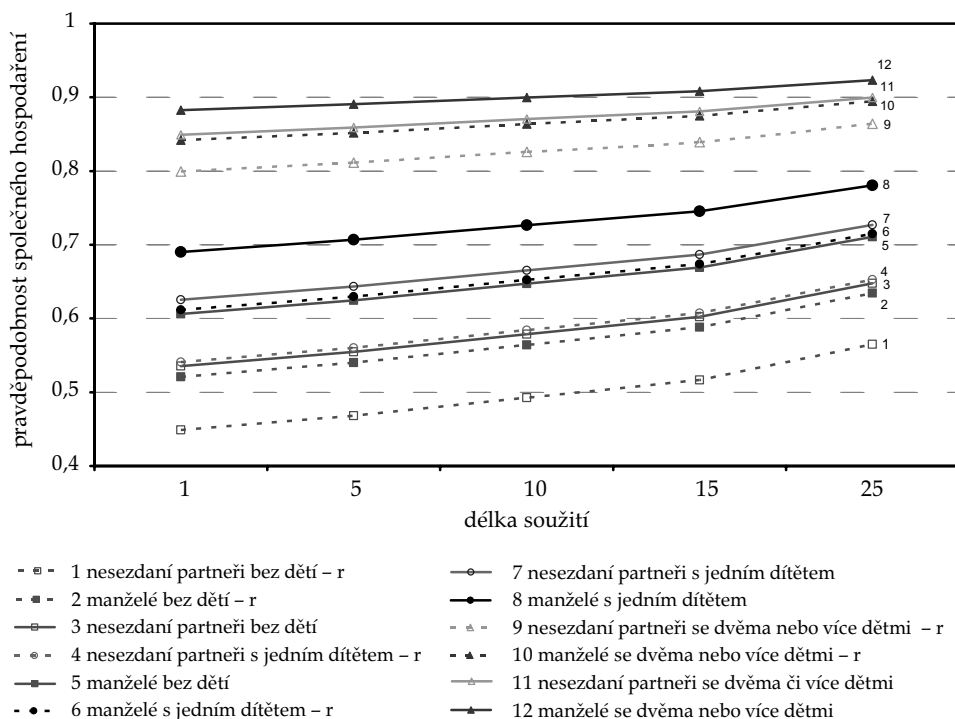 pravděpodobnost společného hospodaření
1
0,9
0,8
0,7
0,6
0,5
0,4
12
11
10
9
8
7
6
5
4
3
2
1
1 5 10 15 25
délka soužití
1 nesezdaní partneři bez dětí – r
2 manželé bez dětí – r
3 nesezdaní partneři bez dětí
4 nesezdaní partneři s jedním dítětem – r
5 manželé bez dětí
6 manželé s jedním dítětem – r
7 nesezdaní partneři s jedním dítětem
8 manželé s jedním dítětem
9 nesezdaní partneři se dvěma nebo více dětmi – r
10 manželé se dvěma nebo více dětmi – r
11 nesezdaní partneři se dvěma či více dětmi
12 manželé se dvěma nebo více dětmi